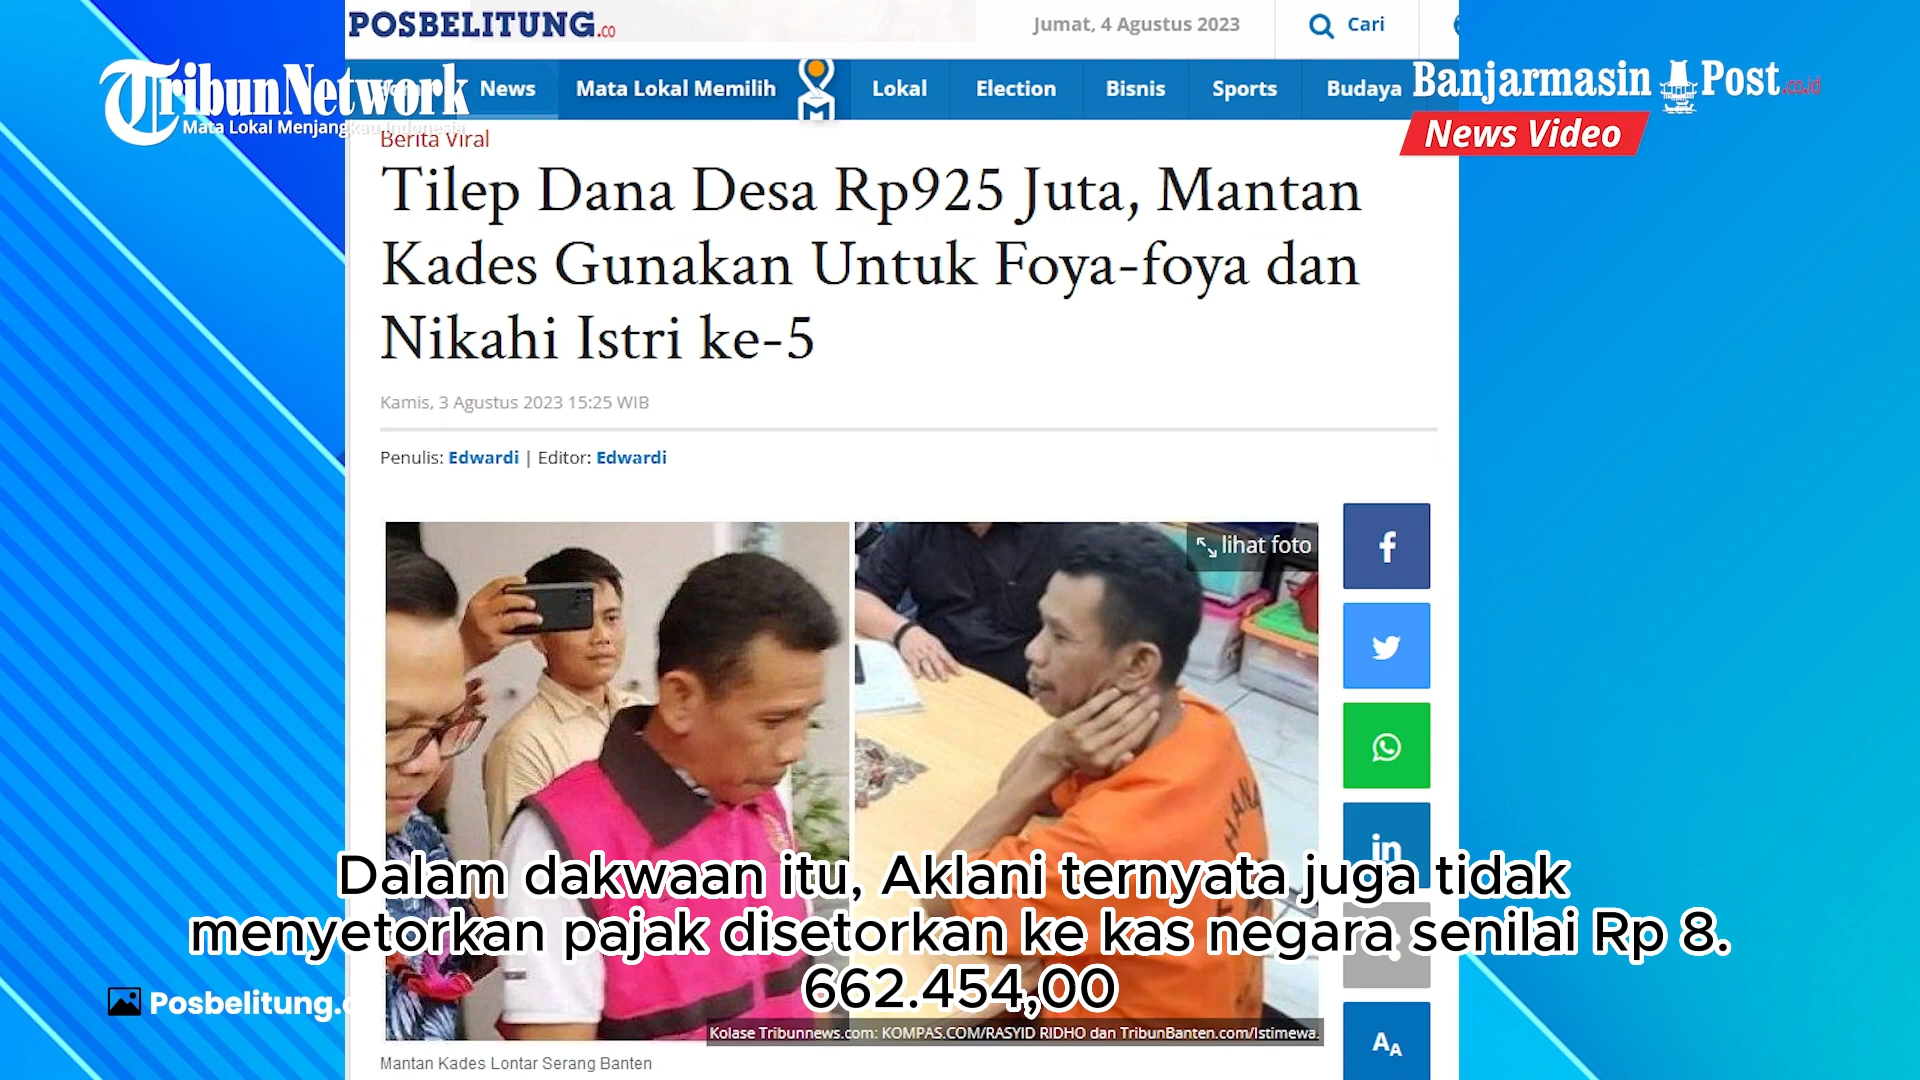 POSBELITUNG.co
Jumat, 4 Agustus 2023
Cari
TribunNetwork
Mata Lokal Menjangkau Indonesia
News
Mata Lokal Memilih
Lokal
Election
Bisnis
Sports
Budaya
Banjarmasin Post.co.id
News Video
Berita Viral
Tilep Dana Desa Rp925 Juta, Mantan
Kades Gunakan Untuk Foya-foya dan
Nikahi Istri ke-5
Kamis, 3 Agustus 2023 15:25 WIB
Penulis: Edwardi | Editor: Edwardi
lihat foto
Dalam dakwaan itu, Aklani ternyata juga tidak
menyetorkan pajak disetorkan ke kas negara senilai Rp 8.
662.454,00
Posbelitung.c
Kolase Tribunnews.com: KOMPAS.COM/RASYID RIDHO dan TribunBanten.com/Istimewa.
Mantan Kades Lontar Serang Banten